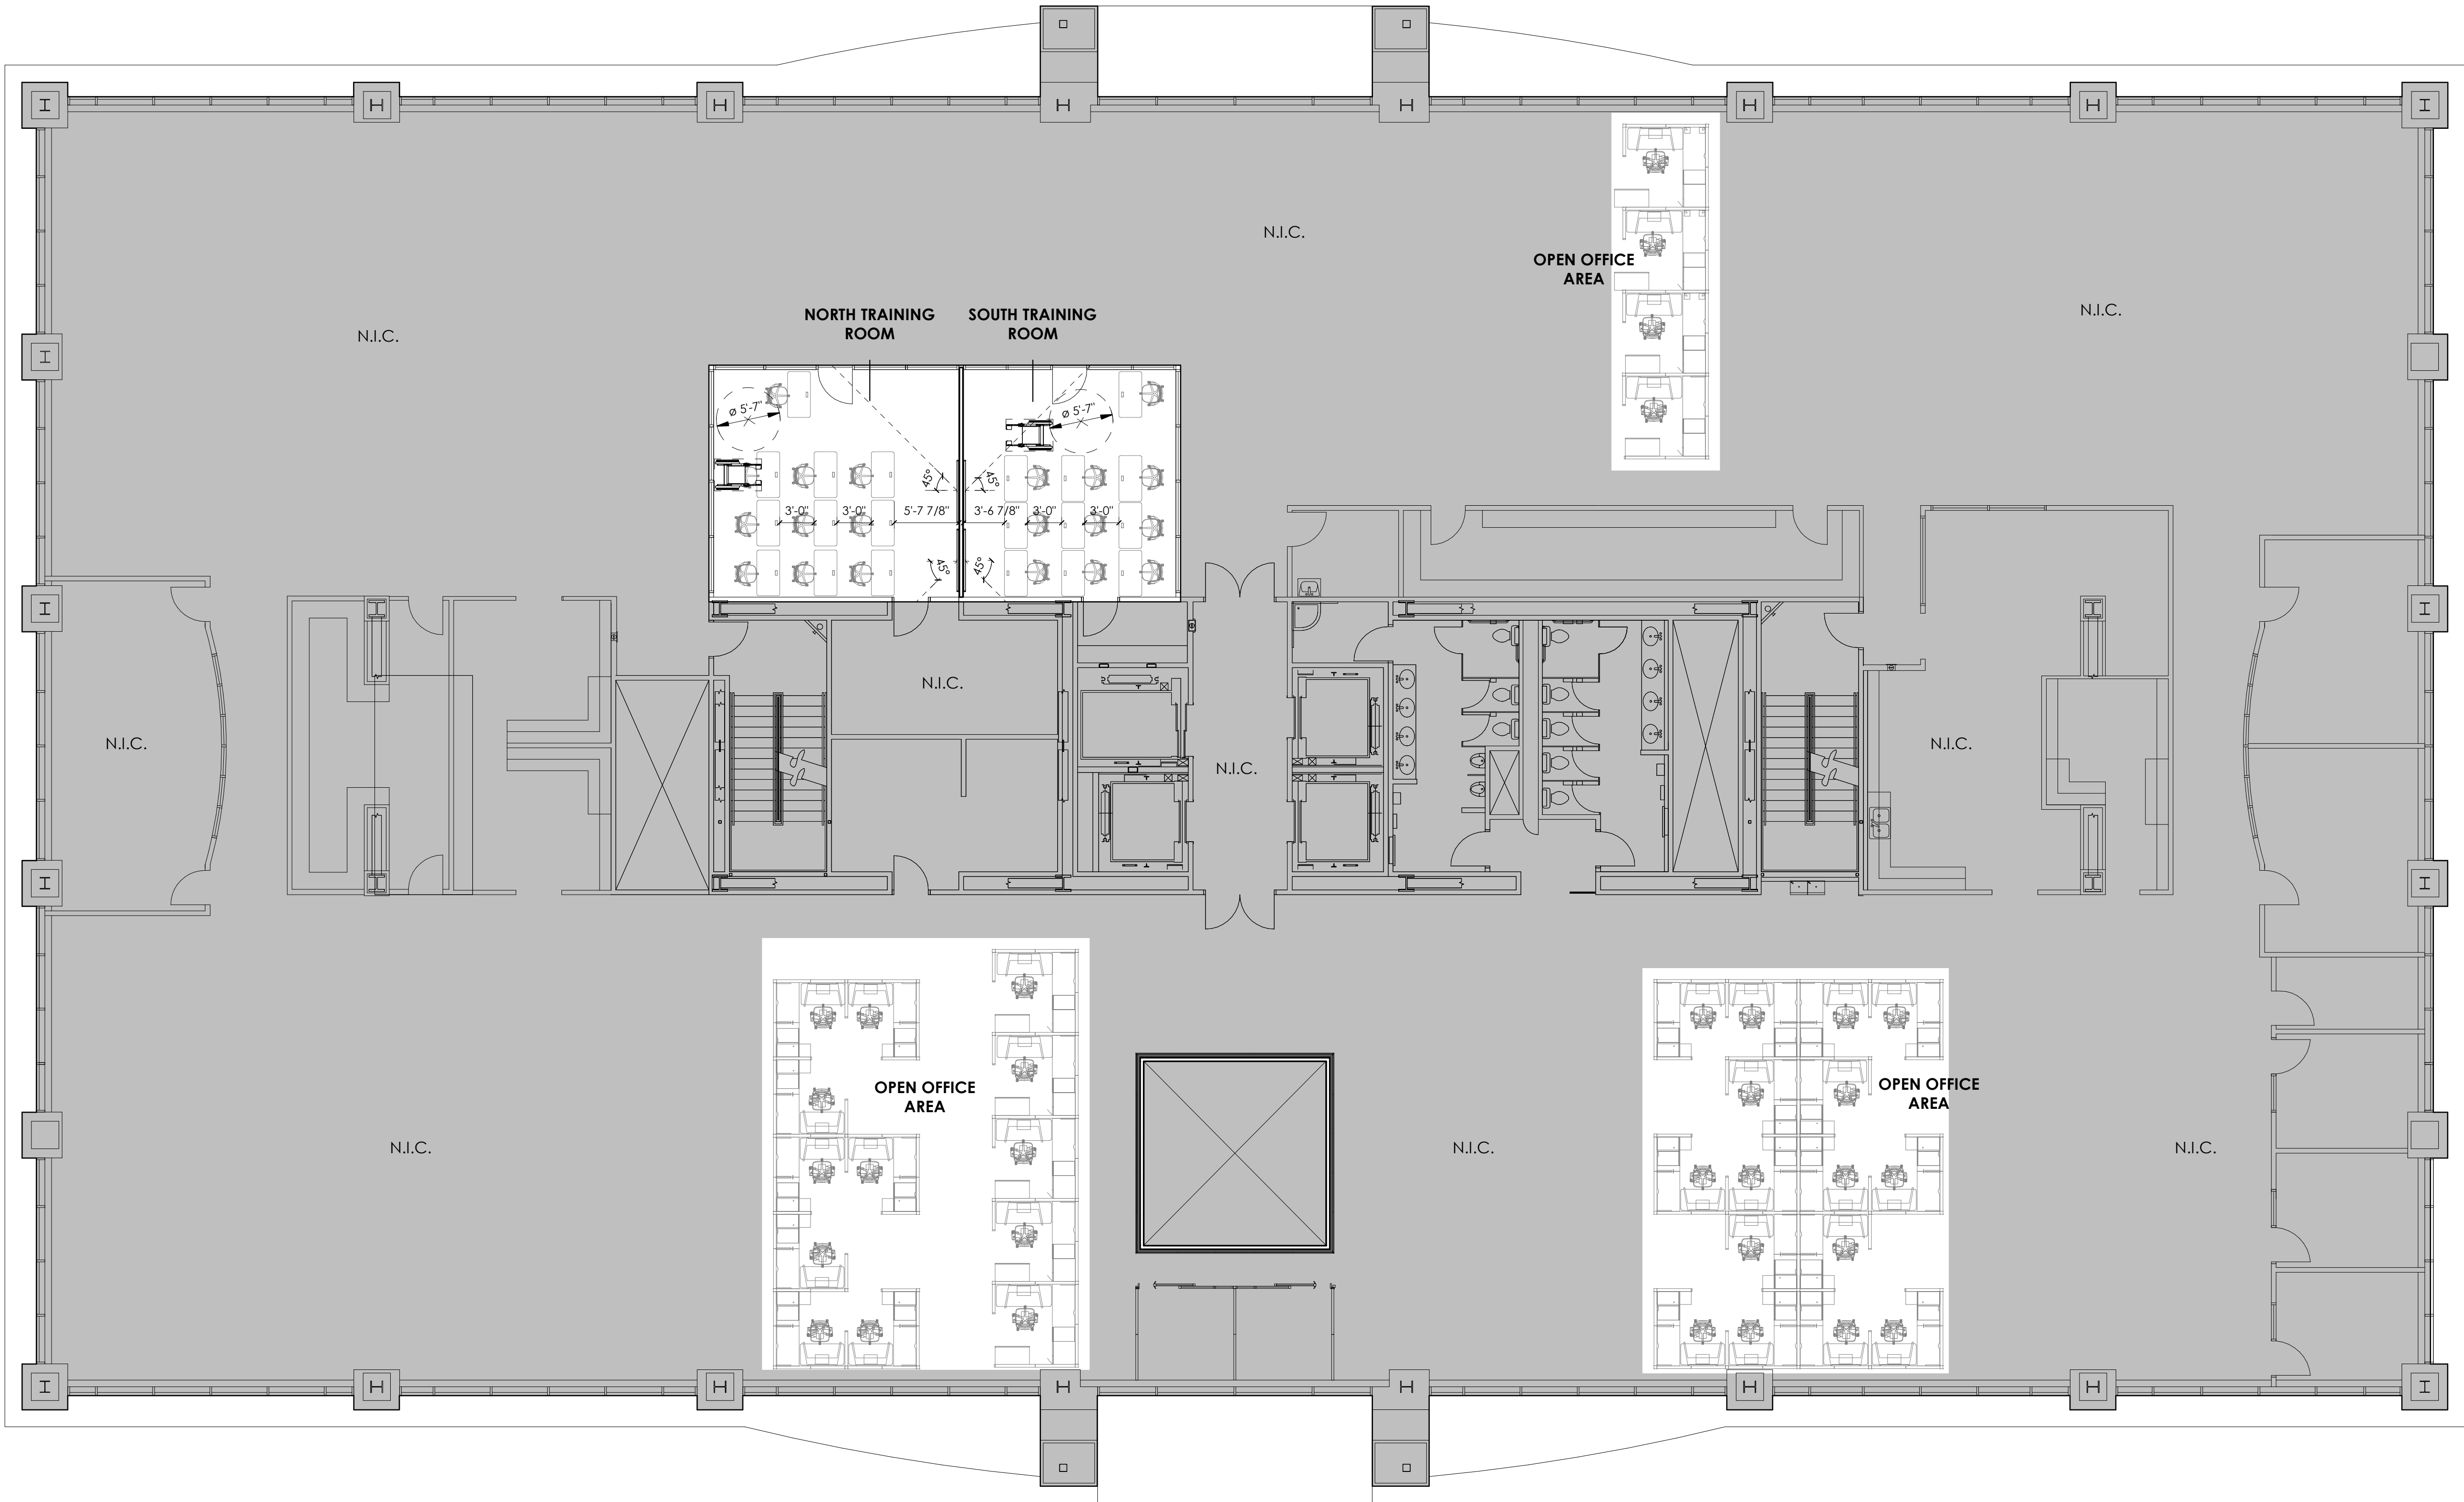 N.I.C.
OPEN OFFICE
AREA
N.I.C.
NORTH TRAINING
ROOM
SOUTH TRAINING
ROOM
N.I.C.
ø 5'-7"
ø 5'-7"
45°
45°
3'-0"
3'-0"
5'-7 7/8"
3'-6 7/8"
3'-0"
3'-0"
45°
45°
N.I.C.
N.I.C.
N.I.C.
N.I.C.
OPEN OFFICE
AREA
OPEN OFFICE
AREA
N.I.C.
N.I.C.
N.I.C.